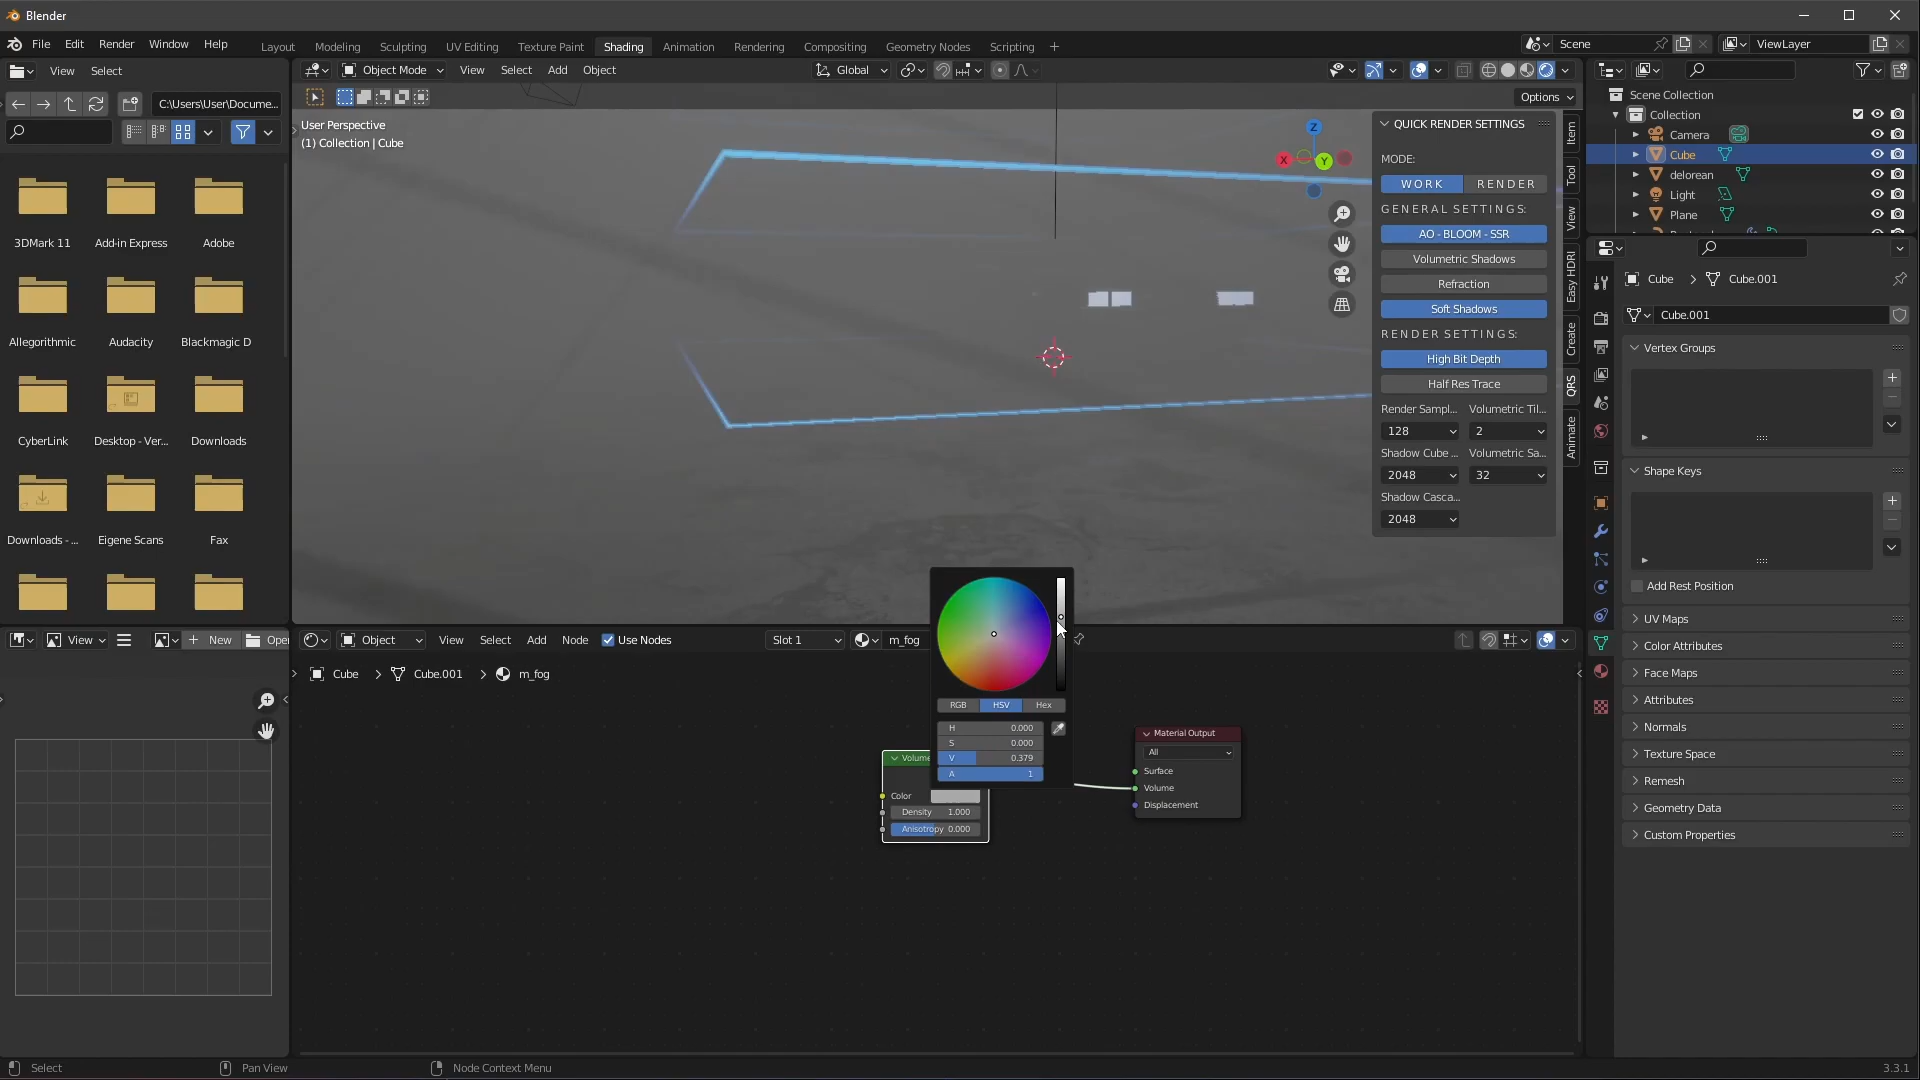 Blender
File Edit Render Window Help
Layout Modeling Sculpting UV Editing Texture Paint Shading Animation Rendering Compositing Geometry Nodes Scripting +
Scene
ViewLayer
View Select
Object Mode View Select Add Object
Global
C:\Users\User\Docume...
Options
User Perspective
(1) Collection | Cube
3DMark 11 Add-in Express Adobe
Allegorithmic Audacity Blackmagic D
CyberLink Desktop - Ver... Downloads
Downloads - ... Eigene Scans Fax
Z
X
Y
QUICK RENDER SETTINGS
MODE:
WORK RENDER
GENERAL SETTINGS:
AO - BLOOM - SSR
Volumetric Shadows
Refraction
Soft Shadows
RENDER SETTINGS:
High Bit Depth
Half Res Trace
Render Sampl... Volumetric Til...
128 2
Shadow Cube ... Volumetric Sa...
2048 32
Shadow Casca...
2048
Item
Tool
View
Easy HDRI
Create
QRS
Animate
Scene Collection
Collection
Camera
Cube
delorean
Light
Plane
Cube > Cube.001
Cube.001
Vertex Groups
Shape Keys
Add Rest Position
UV Maps
Color Attributes
Face Maps
Attributes
Normals
Texture Space
Remesh
Geometry Data
Custom Properties
View + New Open
Object View Select Add Node Use Nodes Slot 1 m_fog
Cube > Cube.001 > m_fog
RGB HSV Hex
H 0.000
S 0.000
V 0.379
A 1
Volume
Color
Density 1.000
Anisotropy 0.000
Material Output
All
Surface
Volume
Displacement
Select Pan View Node Context Menu
3.3.1